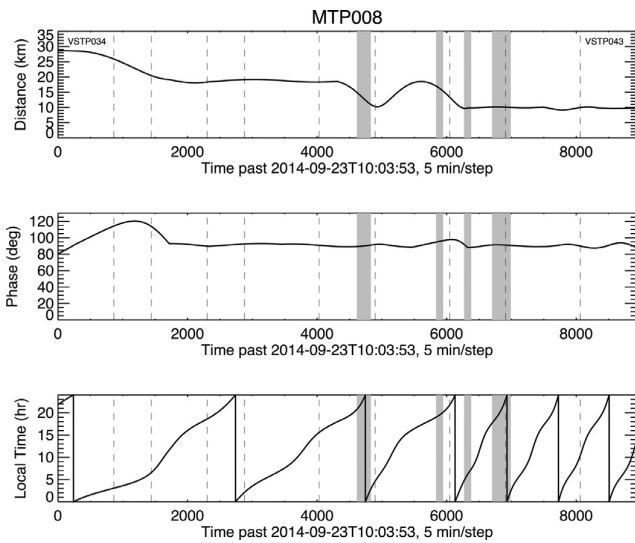 MTP008
35
30
25
20
15
10
5
0
Distance (km)
VSTP034
VSTP043
0 2000 4000 6000 8000
Time past 2014-09-23T10:03:53, 5 min/step
120
100
80
60
40
20
0
Phase (deg)
0 2000 4000 6000 8000
Time past 2014-09-23T10:03:53, 5 min/step
20
15
10
5
0
Local Time (hr)
0 2000 4000 6000 8000
Time past 2014-09-23T10:03:53, 5 min/step